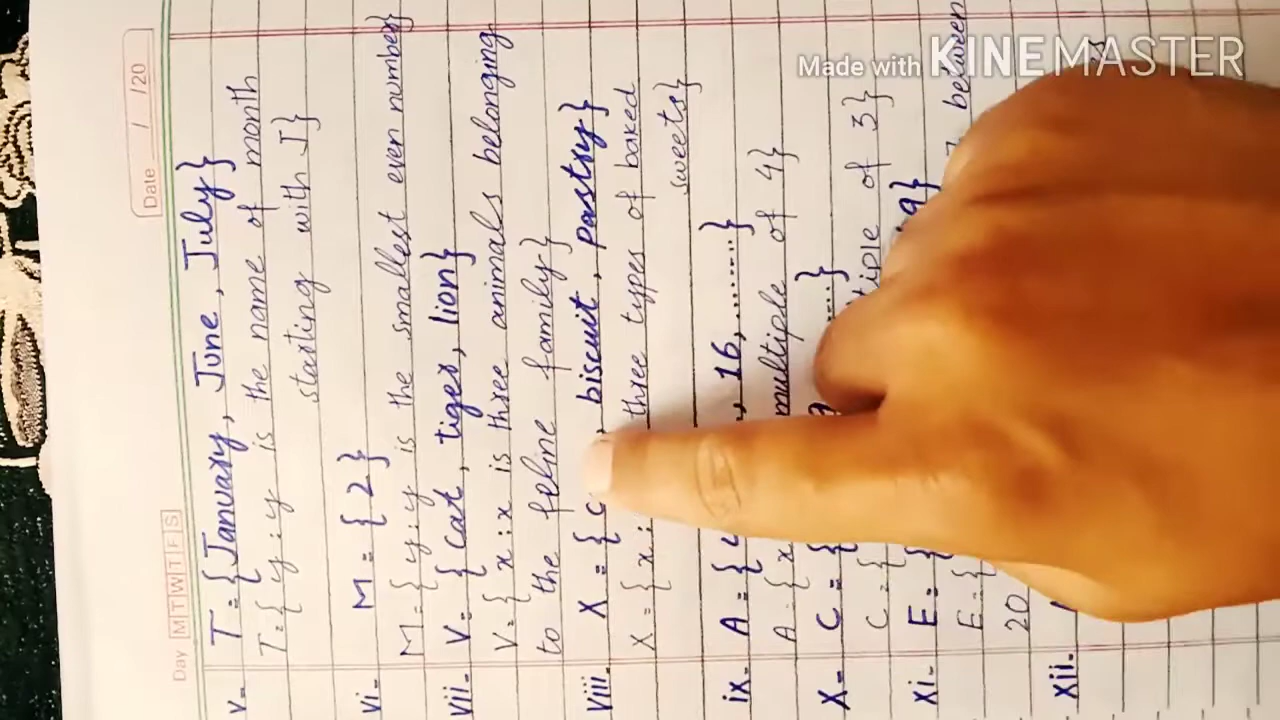 Made with KINEMASTER
Day M T W T F S
Date / /20
v- T = {January, June, July}
T = {y : y is the name of month
starting with J}
vi- M = {2}
M = {y : y is the smallest even number}
vii- V = {cat, tiger, lion}
V = {x : x is three animals belonging
to the feline family}
viii- X = {c , biscuit, pastry}
X = {x : three types of baked
sweets}
ix- A = { , 16, ......}
A = {x multiple of 4}
X- C = { ....}
C = { multiple of 3}
xi- E = { }
E = { between
20
xii-